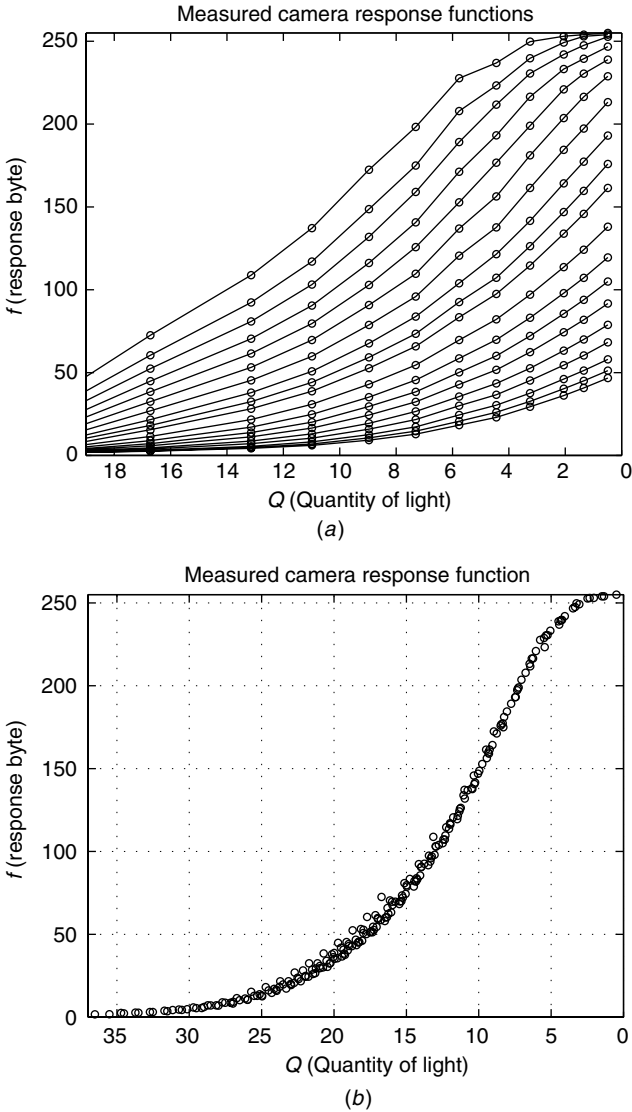 Measured camera response functions
250
200
150
100
50
0
f (response byte)
18 16 14 12 10 8 6 4 2 0
Q (Quantity of light)
(a)
Measured camera response function
250
200
150
100
50
0
f (response byte)
35 30 25 20 15 10 5 0
Q (Quantity of light)
(b)